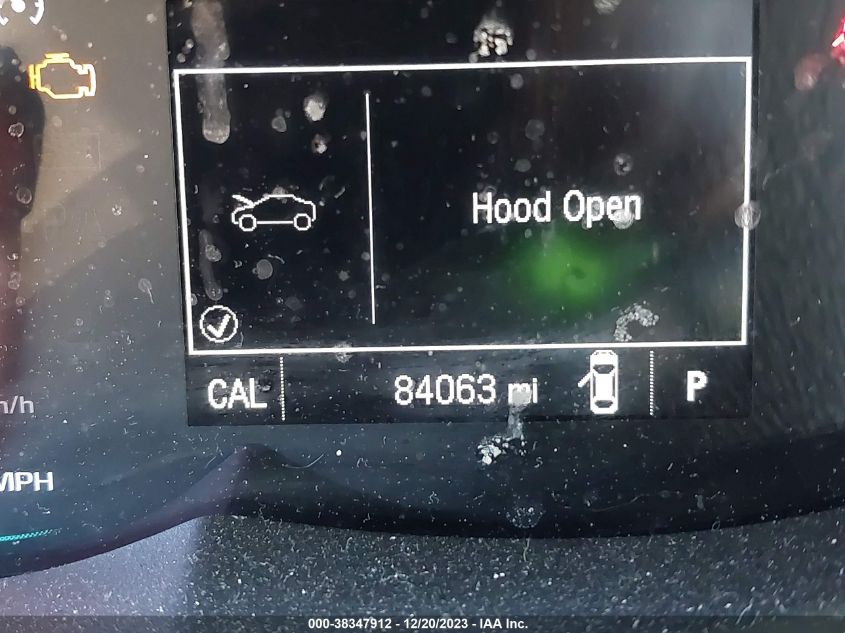 Hood Open
CAL 84063 mi P
MPH
000-38347912 - 12/20/2023 - IAA Inc.